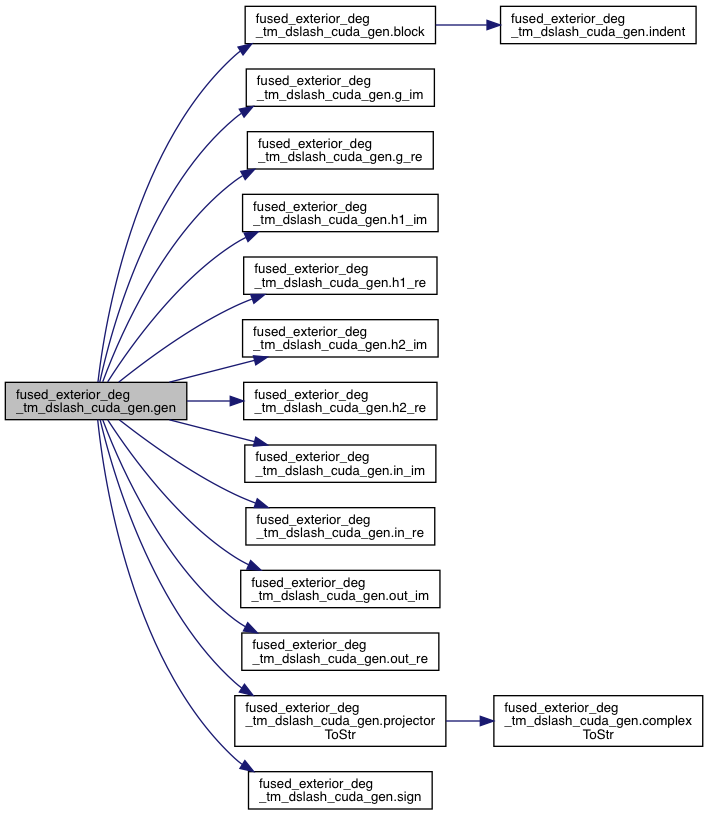 fused_exterior_deg
_tm_dslash_cuda_gen.block
fused_exterior_deg
_tm_dslash_cuda_gen.indent
fused_exterior_deg
_tm_dslash_cuda_gen.g_im
fused_exterior_deg
_tm_dslash_cuda_gen.g_re
fused_exterior_deg
_tm_dslash_cuda_gen.h1_im
fused_exterior_deg
_tm_dslash_cuda_gen.h1_re
fused_exterior_deg
_tm_dslash_cuda_gen.h2_im
fused_exterior_deg
_tm_dslash_cuda_gen.gen
fused_exterior_deg
_tm_dslash_cuda_gen.h2_re
fused_exterior_deg
_tm_dslash_cuda_gen.in_im
fused_exterior_deg
_tm_dslash_cuda_gen.in_re
fused_exterior_deg
_tm_dslash_cuda_gen.out_im
fused_exterior_deg
_tm_dslash_cuda_gen.out_re
fused_exterior_deg
_tm_dslash_cuda_gen.projector
ToStr
fused_exterior_deg
_tm_dslash_cuda_gen.complex
ToStr
fused_exterior_deg
_tm_dslash_cuda_gen.sign